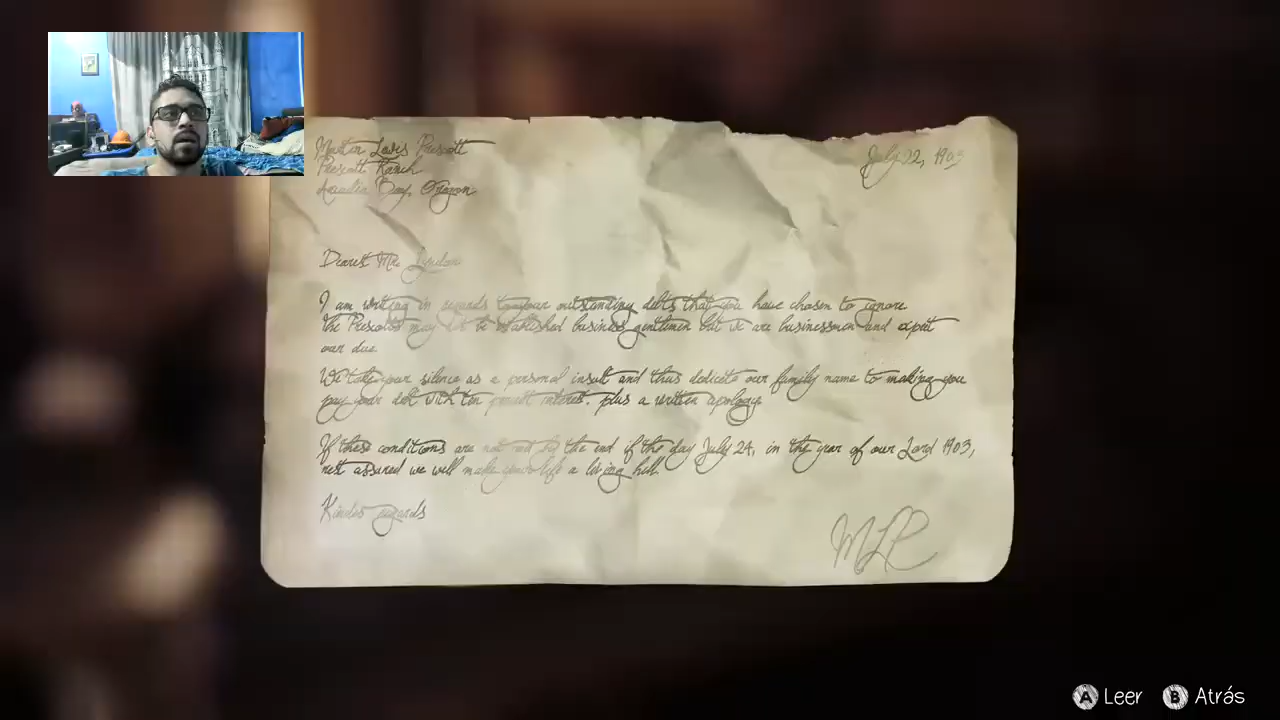 Martin Lewis Prescott
July 22, 1903
Prescott Ranch
Arcadia Bay, Oregon
Dearest Mr.
I am writing in regards to your outstanding debts that you have chosen to ignore.
The Prescotts may not be established business gentlemen but we are businessmen and expect
our due.
We take your silence as a personal insult and thus dedicate our family name to making you
pay your debt with ten percent interest, plus a written apology.
If these conditions are not met by the end if the day July 24, in the year of our Lord 1903,
rest assured we will make your life a living hell.
Kindest regards
MLP
A Leer B Atrás